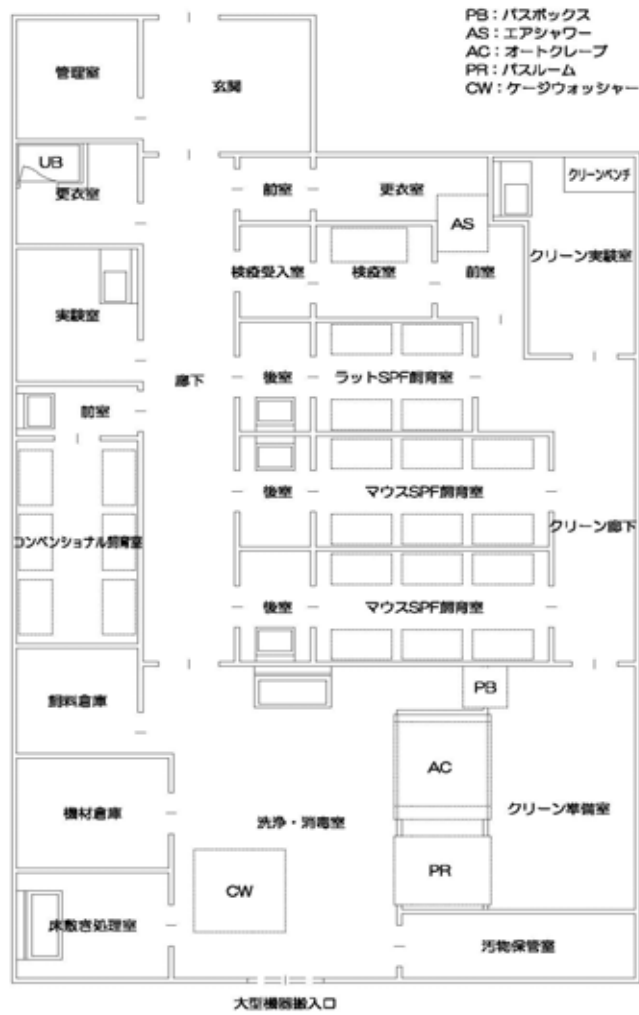 PB：パスボックス
AS：エアシャワー
AC：オートクレーブ
PR：パスルーム
CW：ケージウォッシャー
管理室
玄関
UB
更衣室
前室
更衣室
クリーンベンチ
AS
検疫受入室
検疫室
前室
クリーン実験室
実験室
廊下
後室
ラットSPF飼育室
前室
後室
マウスSPF飼育室
クリーン廊下
コンベンショナル飼育室
後室
マウスSPF飼育室
飼料倉庫
PB
AC
機材倉庫
洗浄・消毒室
クリーン準備室
PR
CW
床敷き処理室
汚物保管室
大型機器搬入口